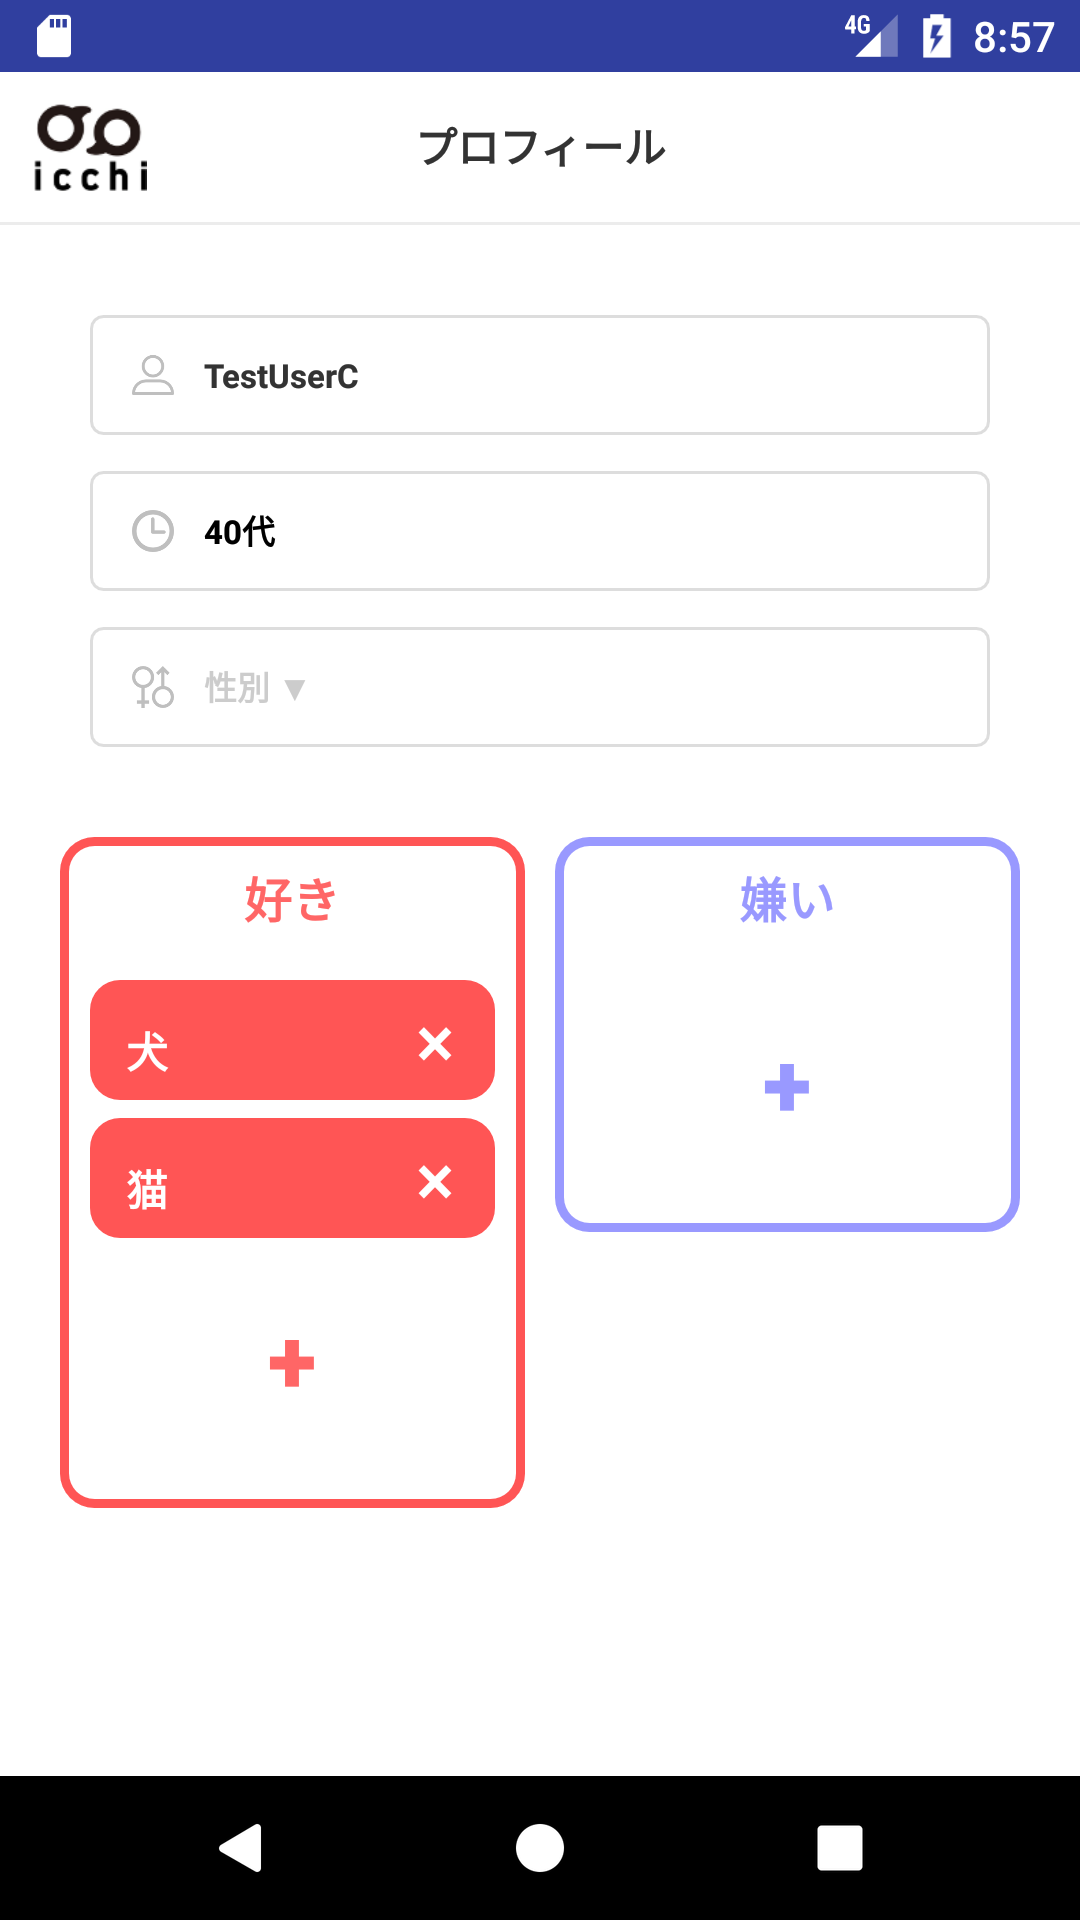 4G 8:57
icchi
プロフィール
TestUserC
40代
性別 ▼
好き
嫌い
犬 ×
猫 ×